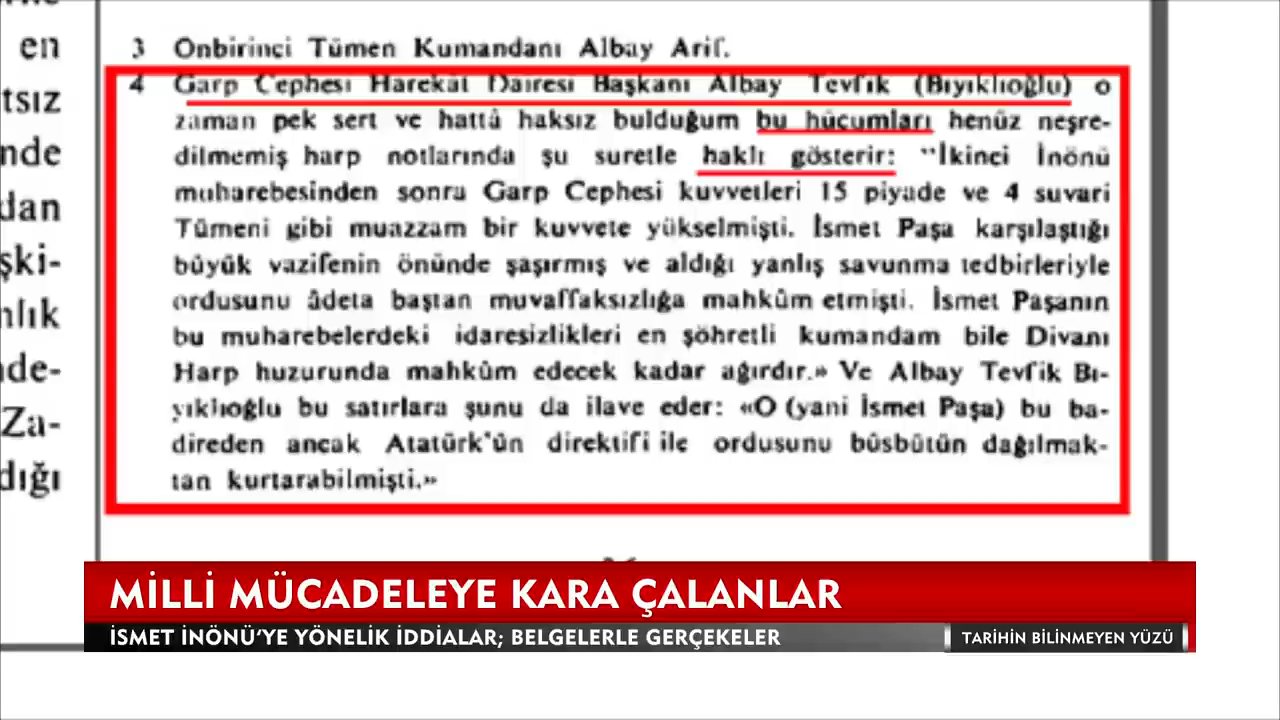 en
tsız
nde
dan
şki-
nlık
nde-
Za-
dığı
3 Onbirinci Tümen Kumandanı Albay Arif.
4 Garp Cephesi Harekât Dairesi Başkanı Albay Tevfik (Bıyıklıoğlu) o
zaman pek sert ve hattâ haksız bulduğum bu hücumları henüz neşre-
dilmemiş harp notlarında şu suretle haklı gösterir: "İkinci İnönü
muharebesinden sonra Garp Cephesi kuvvetleri 15 piyade ve 4 suvari
Tümeni gibi muazzam bir kuvvete yükselmişti. İsmet Paşa karşılaştığı
büyük vazifenin önünde şaşırmış ve aldığı yanlış savunma tedbirleriyle
ordusunu âdeta baştan muvaffaksızlığa mahkûm etmişti. İsmet Paşanın
bu muharebelerdeki idaresizlikleri en şöhretli kumandam bile Divanı
Harp huzurunda mahkûm edecek kadar ağırdır.» Ve Albay Tevfik Bı-
yıklıoğlu bu satırlara şunu da ilave eder: «O (yani İsmet Paşa) bu ba-
direden ancak Atatürk'ün direktifi ile ordusunu büsbütün dağılmak-
tan kurtarabilmişti.»
MİLLİ MÜCADELEYE KARA ÇALANLAR
İSMET İNÖNÜ'YE YÖNELİK İDDİALAR; BELGELERLE GERÇEKELER
TARİHİN BİLİNMEYEN YÜZÜ